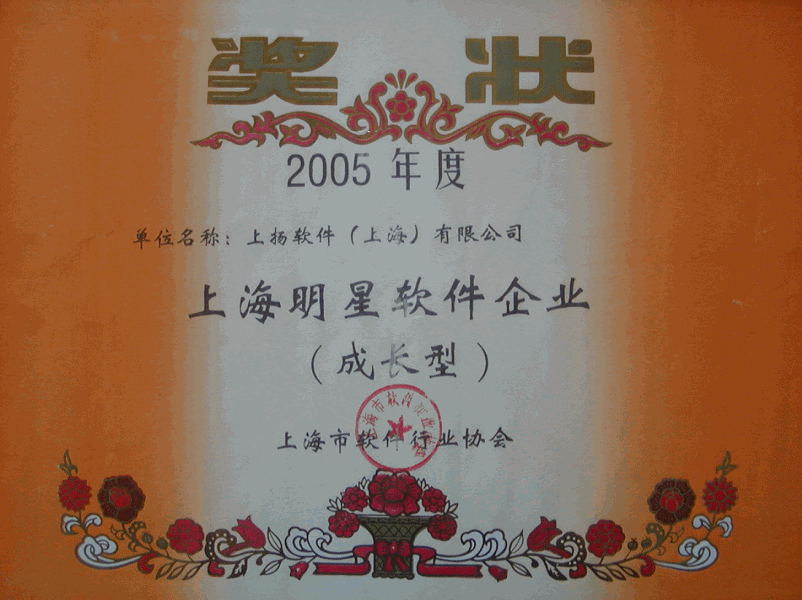 奖状
2005年度
单位名称：上扬软件（上海）有限公司
上海明星软件企业
（成长型）
上海市软件行业协会